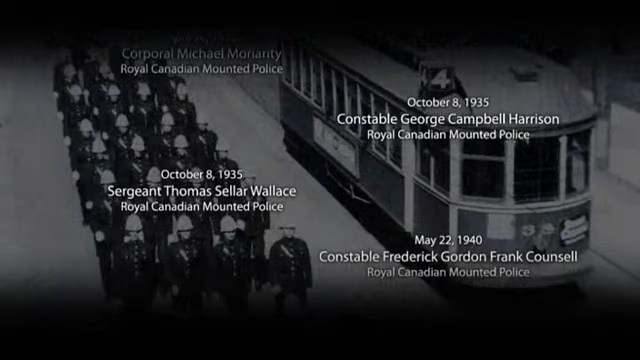 Corporal Michael Moriarity
Royal Canadian Mounted Police
October 8, 1935
Constable George Campbell Harrison
Royal Canadian Mounted Police
October 8, 1935
Sergeant Thomas Sellar Wallace
Royal Canadian Mounted Police
May 22, 1940
Constable Frederick Gordon Frank Counsell
Royal Canadian Mounted Police
4